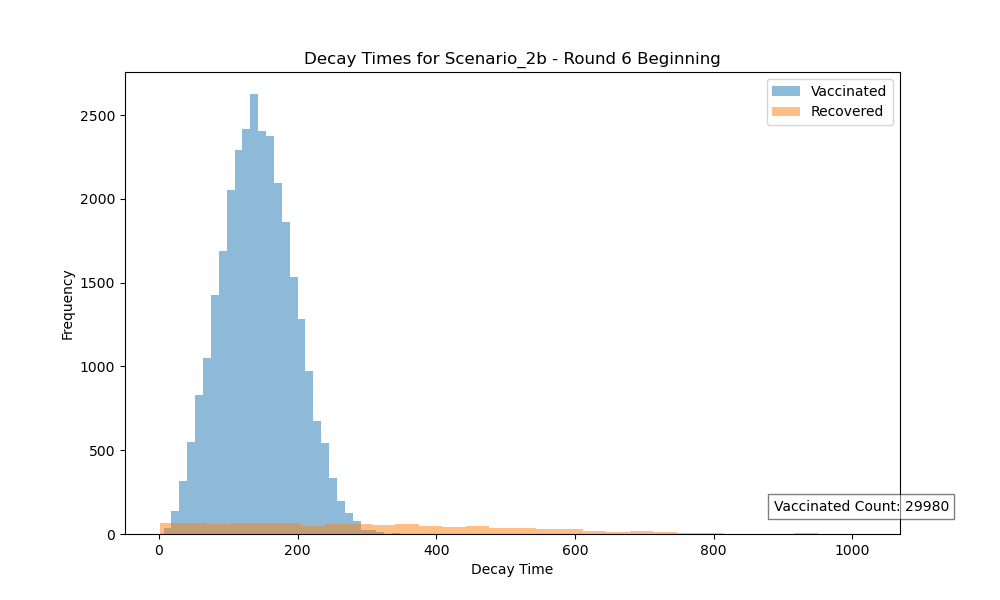 Decay Times for Scenario_2b - Round 6 Beginning
Vaccinated
Recovered
2500
2000
1500
1000
500
0
Frequency
Vaccinated Count: 29980
0
200
400
600
800
1000
Decay Time